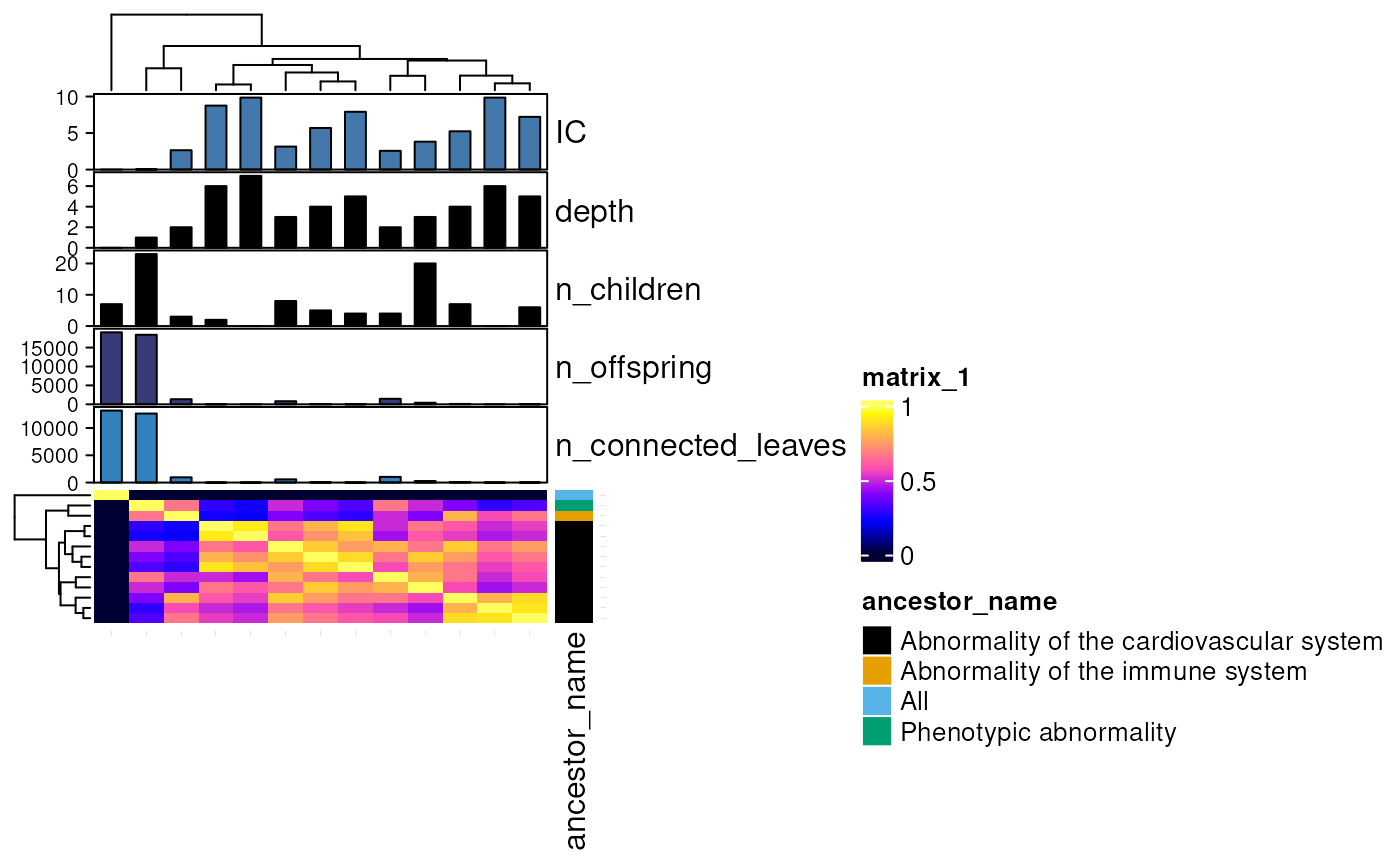 10
5
0
IC
6
4
2
0
depth
20
10
0
n_children
15000
10000
5000
0
n_offspring
10000
5000
0
n_connected_leaves
matrix_1
1
0.5
0
ancestor_name
Abnormality of the cardiovascular system
Abnormality of the immune system
All
Phenotypic abnormality
ancestor_name